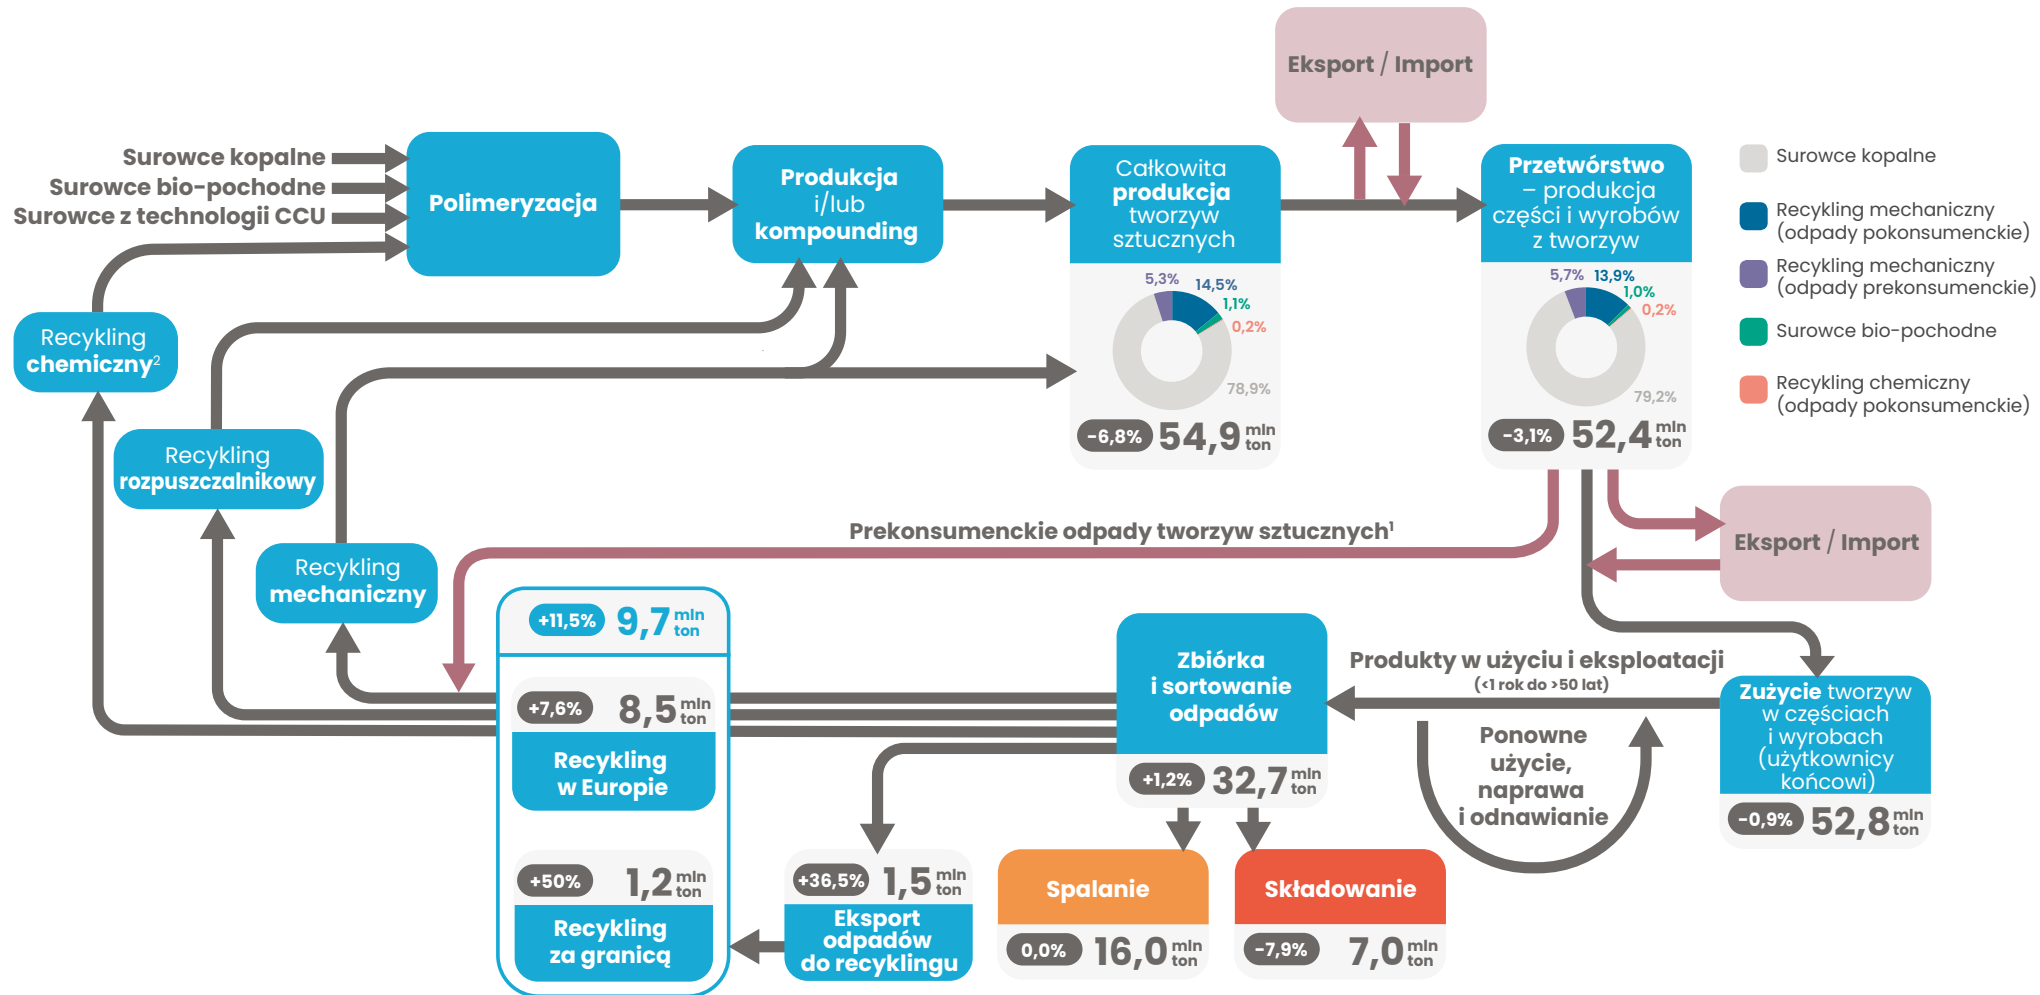 Eksport / Import
Surowce kopalne
Surowce bio-pochodne
Surowce z technologii CCU
Polimeryzacja
Produkcja
i/lub
kompounding
Całkowita
produkcja
tworzyw
sztucznych
5,3%
14,5%
1,1%
0,2%
78,9%
-6,8%
54,9 mln ton
Przetwórstwo
– produkcja
części i wyrobów
z tworzyw
5,7%
13,9%
1,0%
0,2%
79,2%
-3,1%
52,4 mln ton
Surowce kopalne
Recykling mechaniczny
(odpady pokonsumenckie)
Recykling mechaniczny
(odpady prekonsumenckie)
Surowce bio-pochodne
Recykling chemiczny
(odpady pokonsumenckie)
Recykling
chemiczny²
Recykling
rozpuszczalnikowy
Recykling
mechaniczny
Prekonsumenckie odpady tworzyw sztucznych¹
Eksport / Import
+11,5%
9,7 mln ton
+7,6%
8,5 mln ton
Recykling
w Europie
+50%
1,2 mln ton
Recykling
za granicą
+36,5%
1,5 mln ton
Eksport
odpadów
do recyklingu
Zbiórka
i sortowanie
odpadów
+1,2%
32,7 mln ton
Spalanie
0,0%
16,0 mln ton
Składowanie
-7,9%
7,0 mln ton
Produkty w użyciu i eksploatacji
(<1 rok do >50 lat)
Ponowne
użycie,
naprawa
i odnawianie
Zużycie tworzyw
w częściach
i wyrobach
(użytkownicy
końcowi)
-0,9%
52,8 mln ton